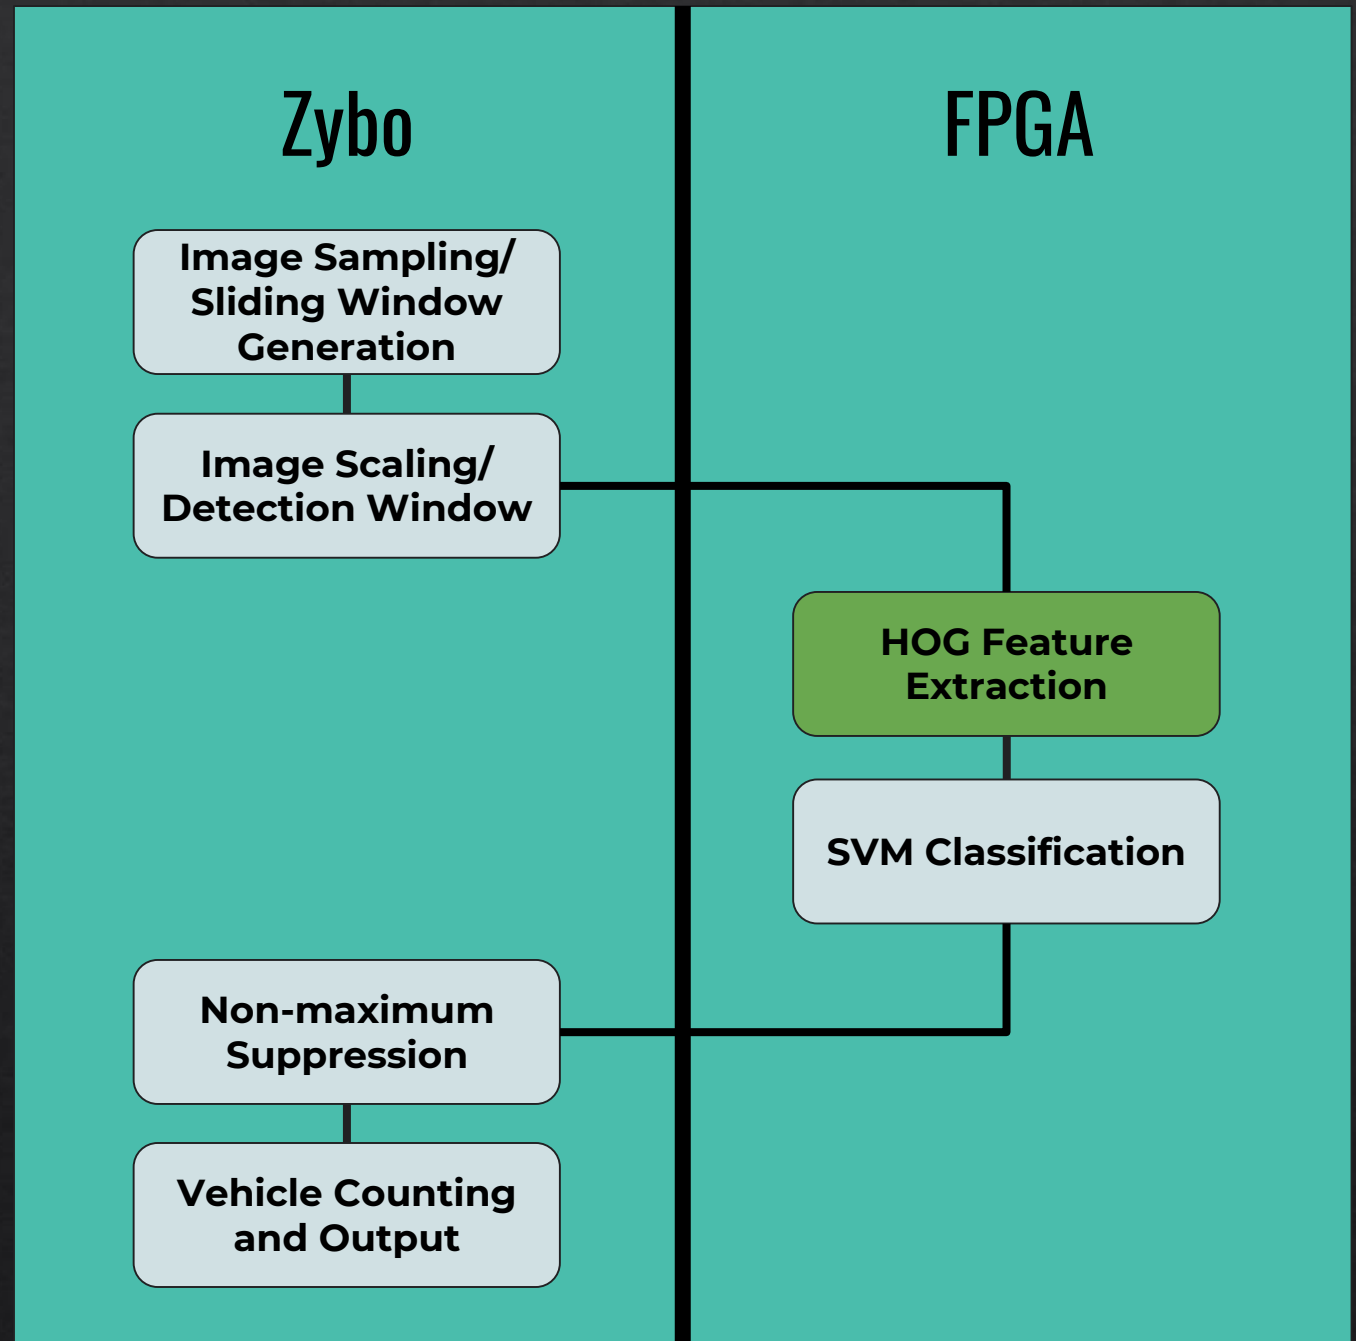 Zybo
FPGA
Image Sampling/
Sliding Window
Generation
Image Scaling/
Detection Window
HOG Feature
Extraction
SVM Classification
Non-maximum
Suppression
Vehicle Counting
and Output